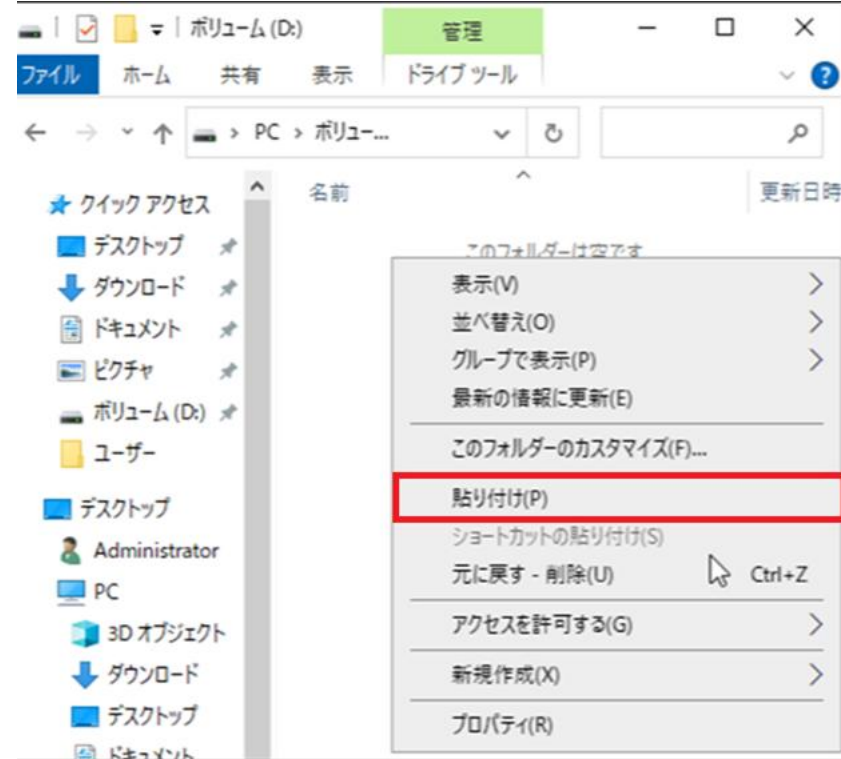 ボリューム (D:)
管理
ファイル ホーム 共有 表示 ドライブ ツール
PC › ボリュー...
名前 更新日時
クイック アクセス
デスクトップ
ダウンロード
ドキュメント
ピクチャ
ボリューム (D:)
ユーザー
デスクトップ
Administrator
PC
3D オブジェクト
ダウンロード
デスクトップ
ドキュメント
このフォルダーは空です
表示(V)
並べ替え(O)
グループで表示(P)
最新の情報に更新(E)
このフォルダーのカスタマイズ(F)...
貼り付け(P)
ショートカットの貼り付け(S)
元に戻す - 削除(U) Ctrl+Z
アクセスを許可する(G)
新規作成(X)
プロパティ(R)